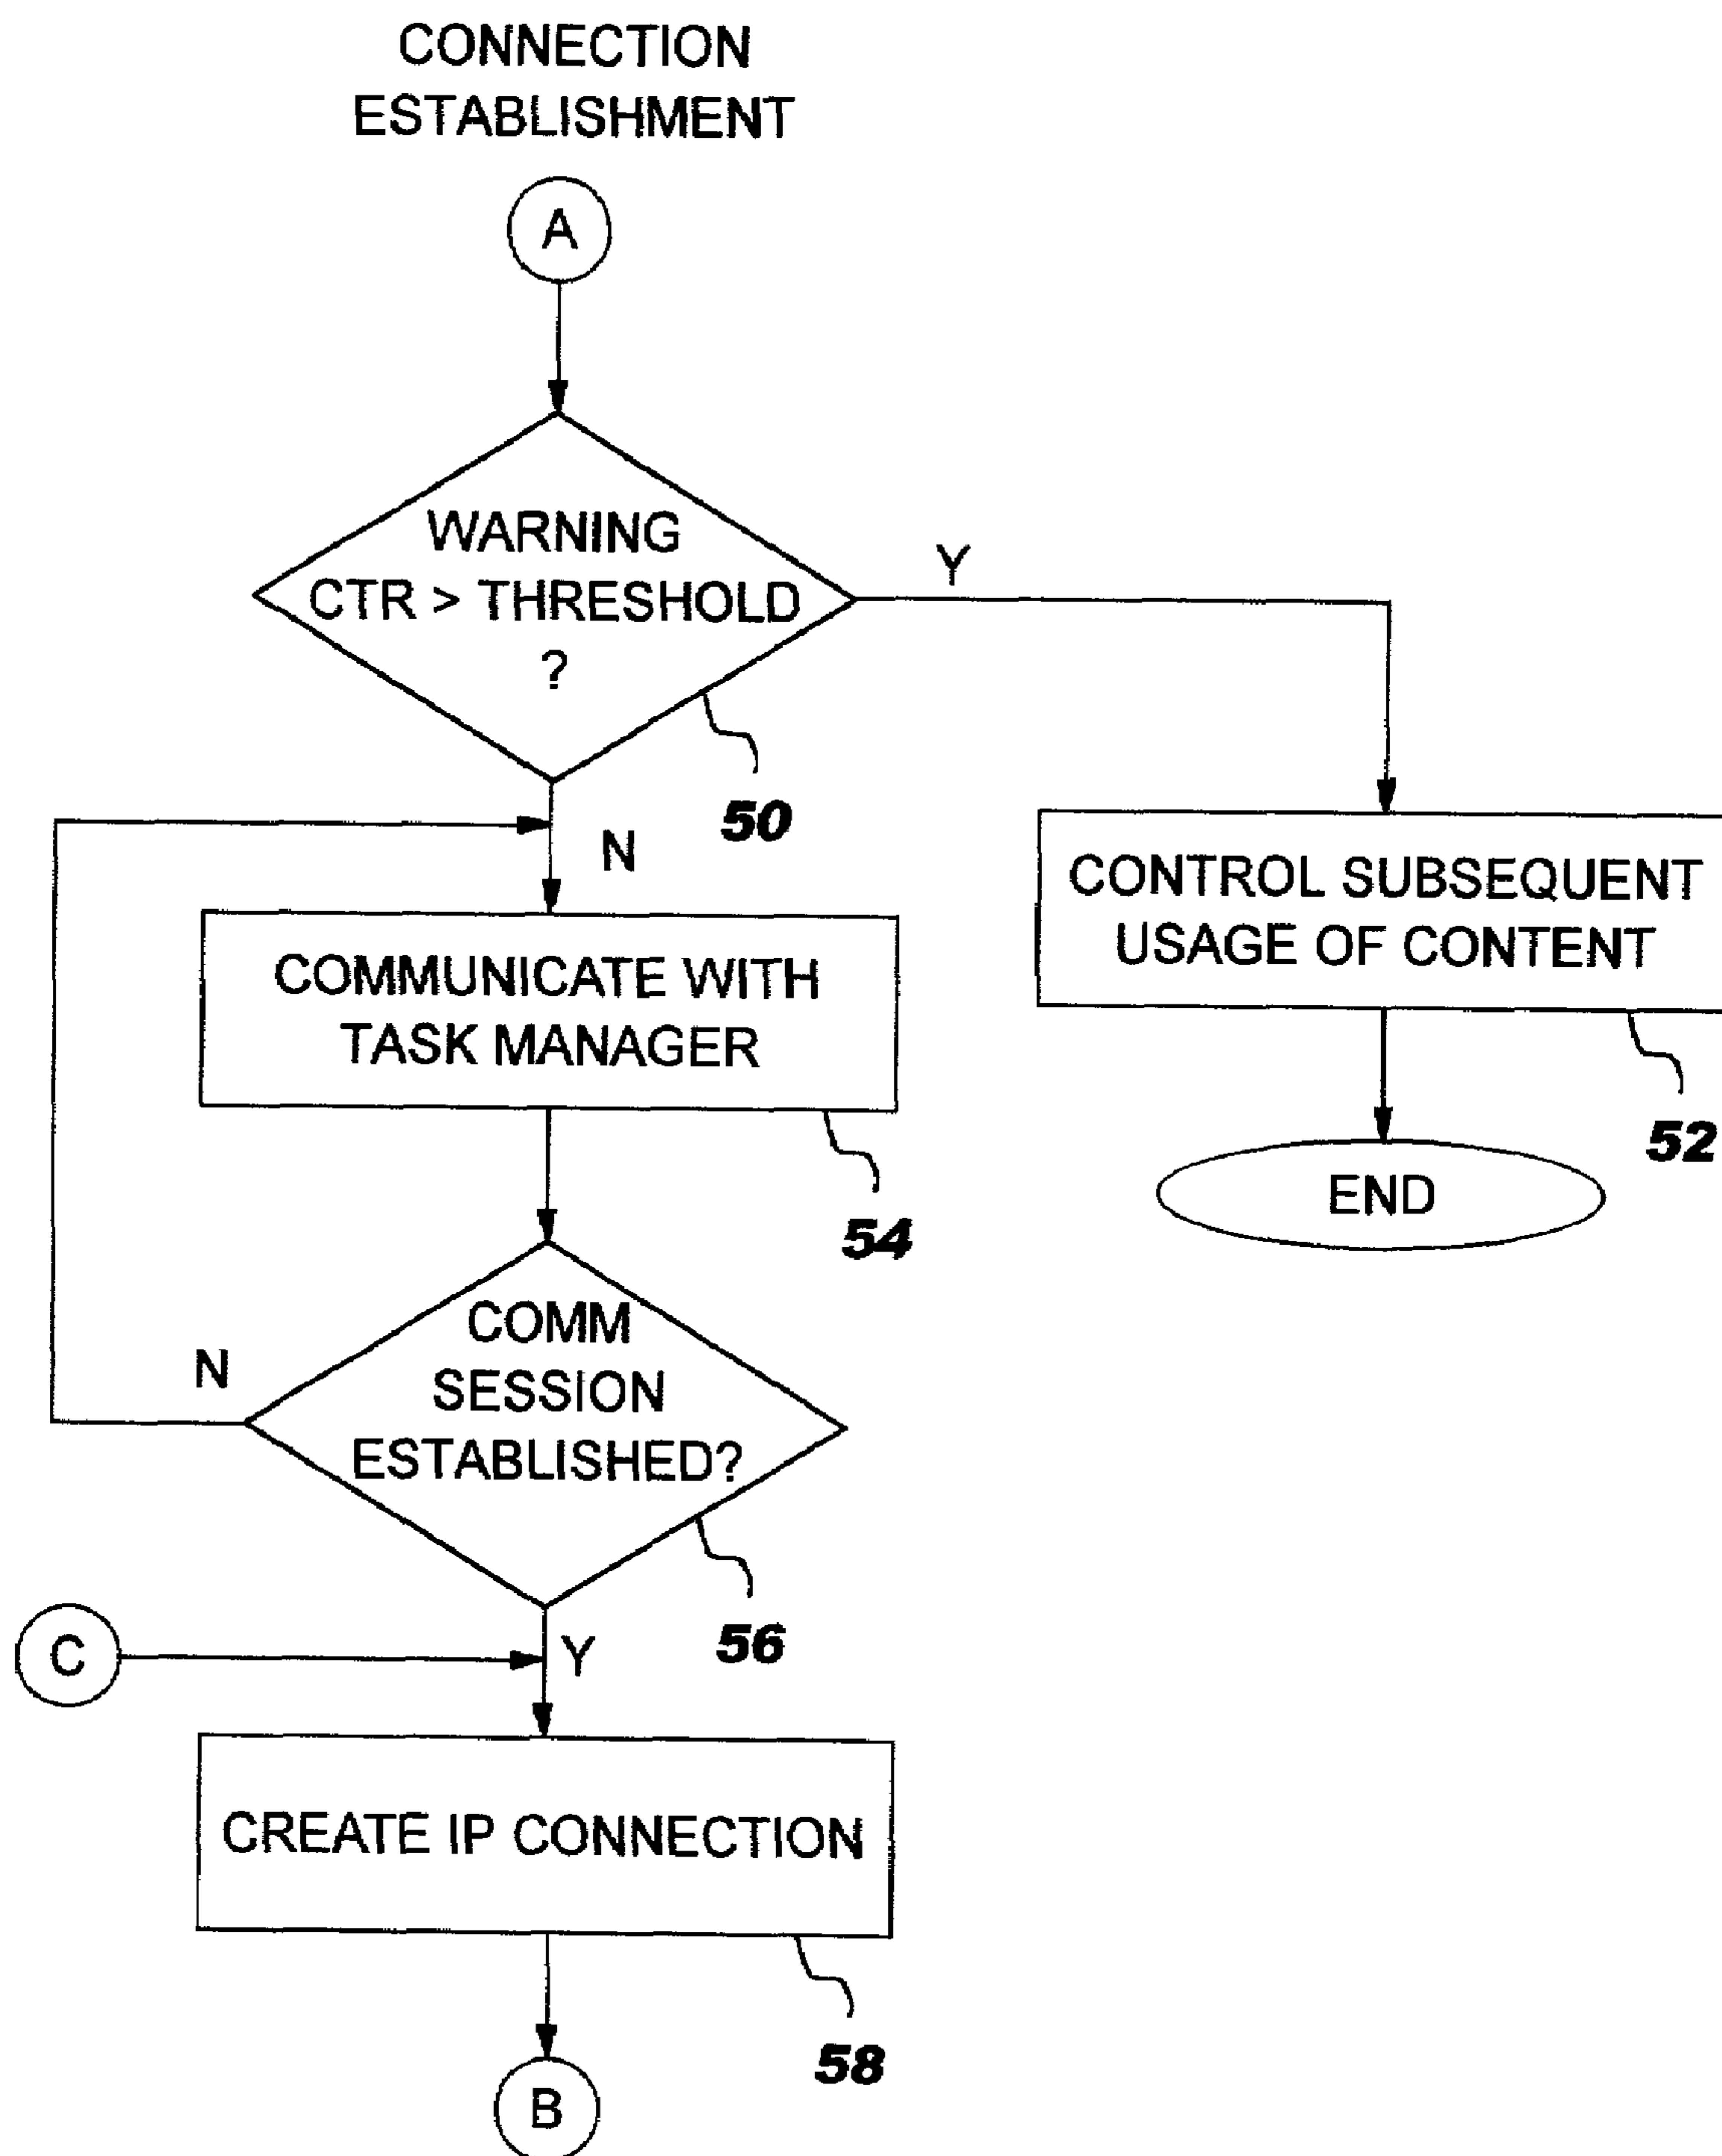 CONNECTION
ESTABLISHMENT
A
WARNING
CTR > THRESHOLD
?
Y
50
N
CONTROL SUBSEQUENT
USAGE OF CONTENT
52
COMMUNICATE WITH
TASK MANAGER
54
END
COMM
SESSION
ESTABLISHED?
N
56
C
Y
CREATE IP CONNECTION
58
B